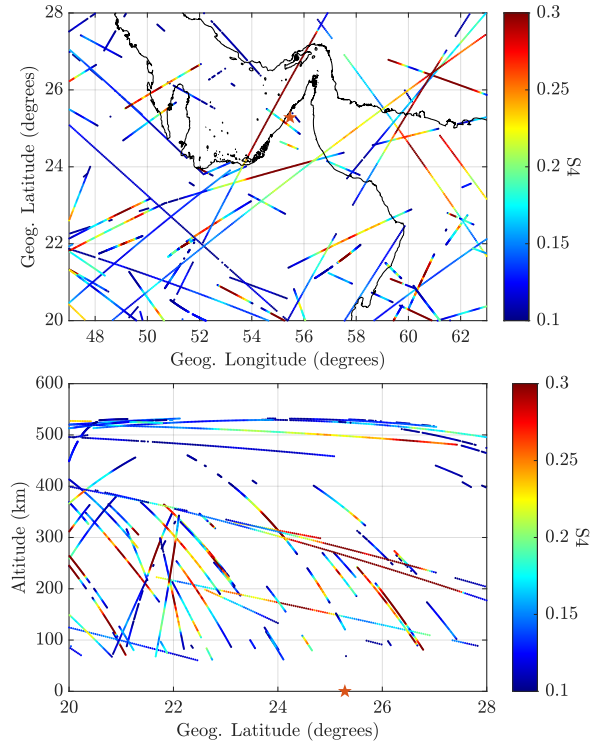 28
26
24
22
20
Geog. Latitude (degrees)
48 50 52 54 56 58 60 62
Geog. Longitude (degrees)
0.3
0.25
0.2
0.15
0.1
S4
600
500
400
300
200
100
0
Altitude (km)
20 22 24 26 28
Geog. Latitude (degrees)
0.3
0.25
0.2
0.15
0.1
S4